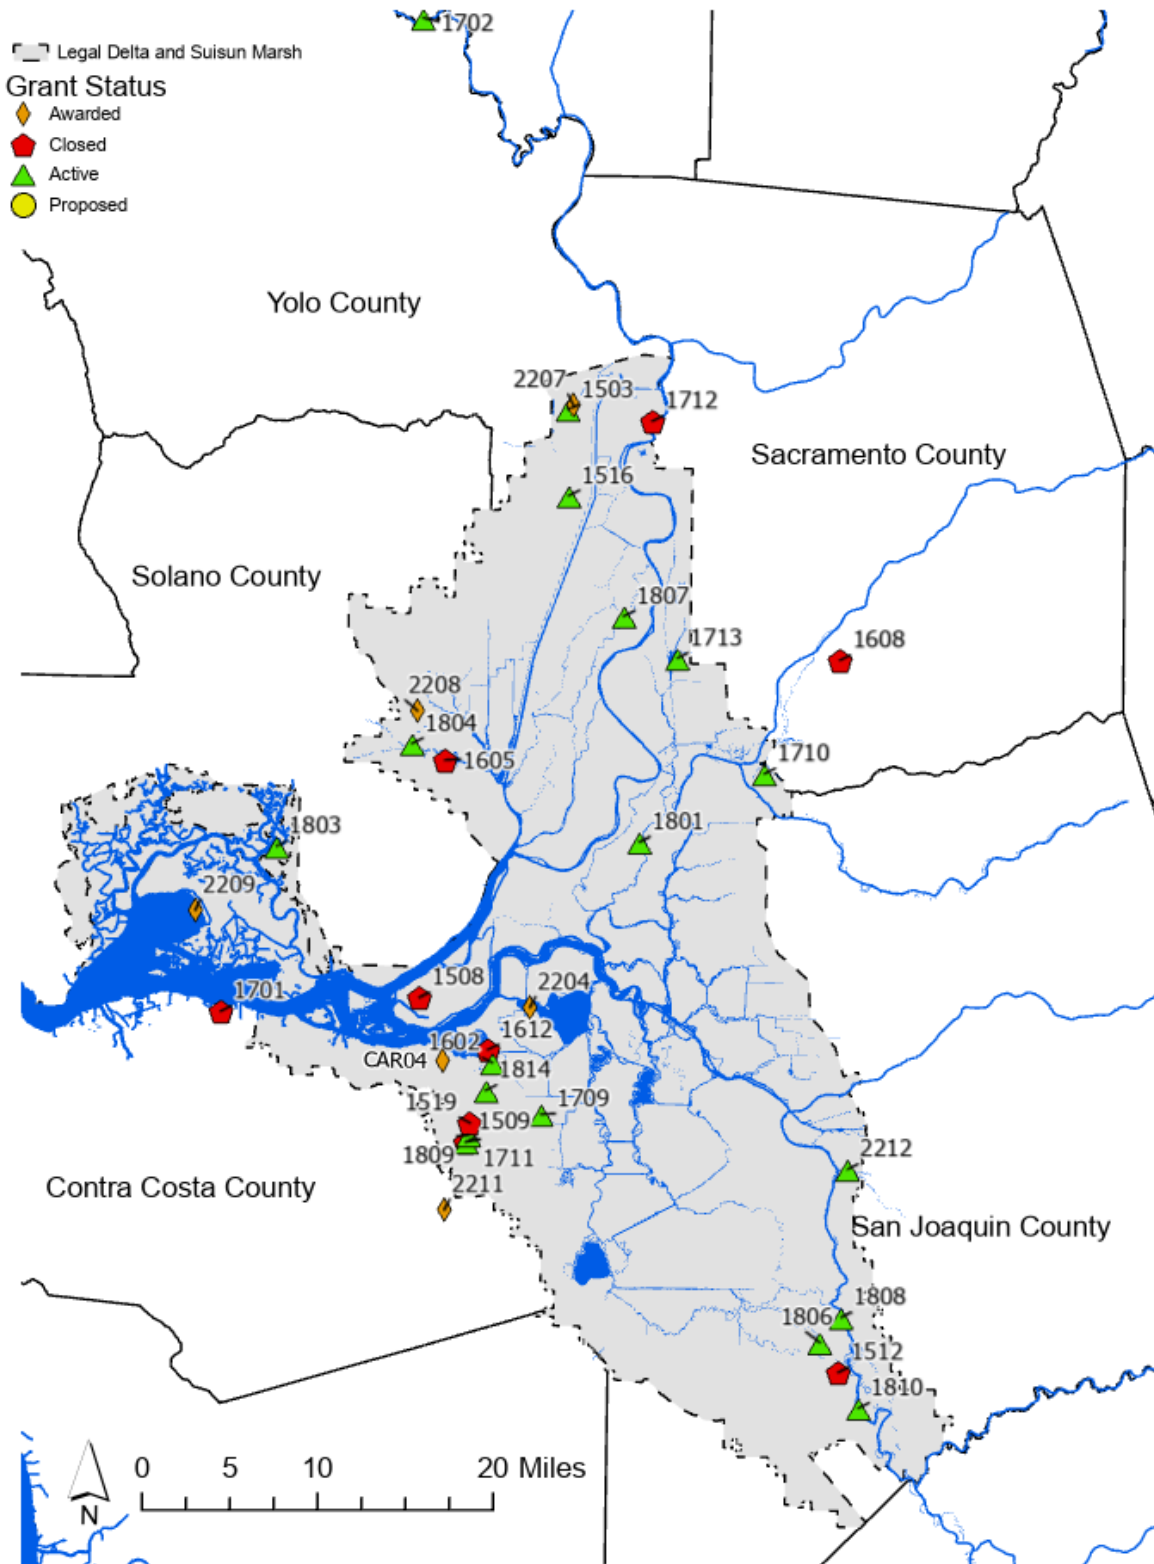 1702
Legal Delta and Suisun Marsh
Grant Status
Awarded
Closed
Active
Proposed
Yolo County
2207
1503
1712
Sacramento County
1516
Solano County
1807
1713
1608
2208
1804
1605
1710
1803
1801
2209
1508
2204
1701
1612
1602
CAR04
1814
1519
1709
1509
1809
1711
2212
2211
Contra Costa County
San Joaquin County
1808
1806
1512
1810
0 5 10 20 Miles
N